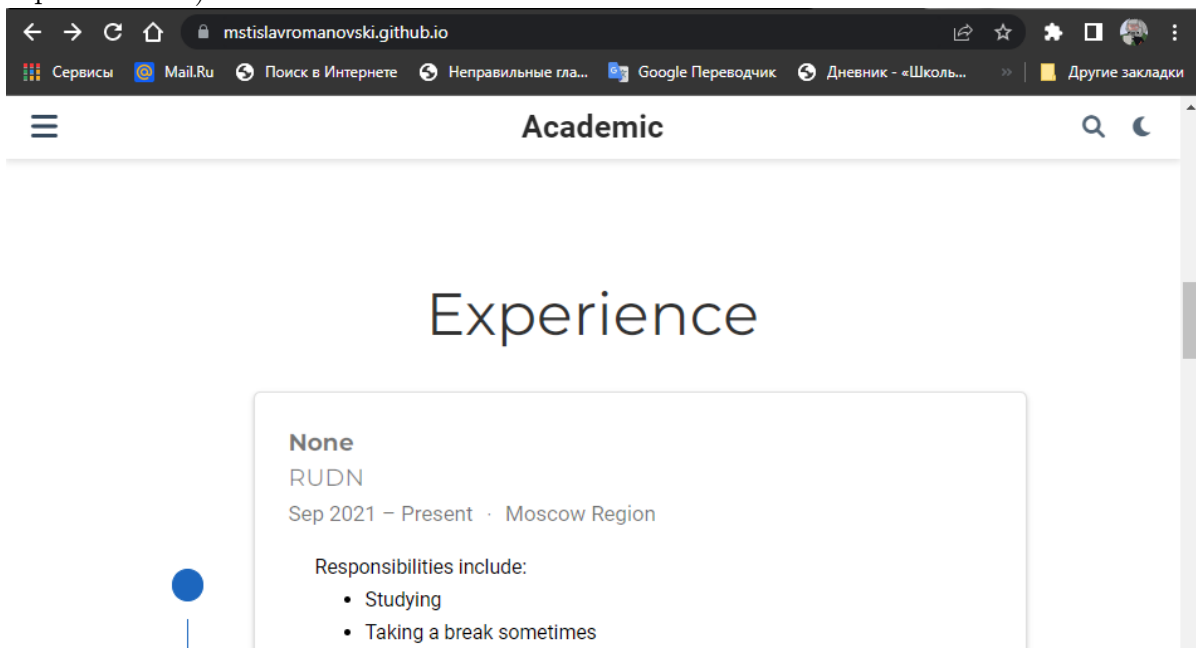 mstislavromanovski.github.io
Сервисы Mail.Ru Поиск в Интернете Неправильные гла... Google Переводчик Дневник - «Школь... » Другие закладки
Academic
Experience
None
RUDN
Sep 2021 – Present · Moscow Region
Responsibilities include:
• Studying
• Taking a break sometimes